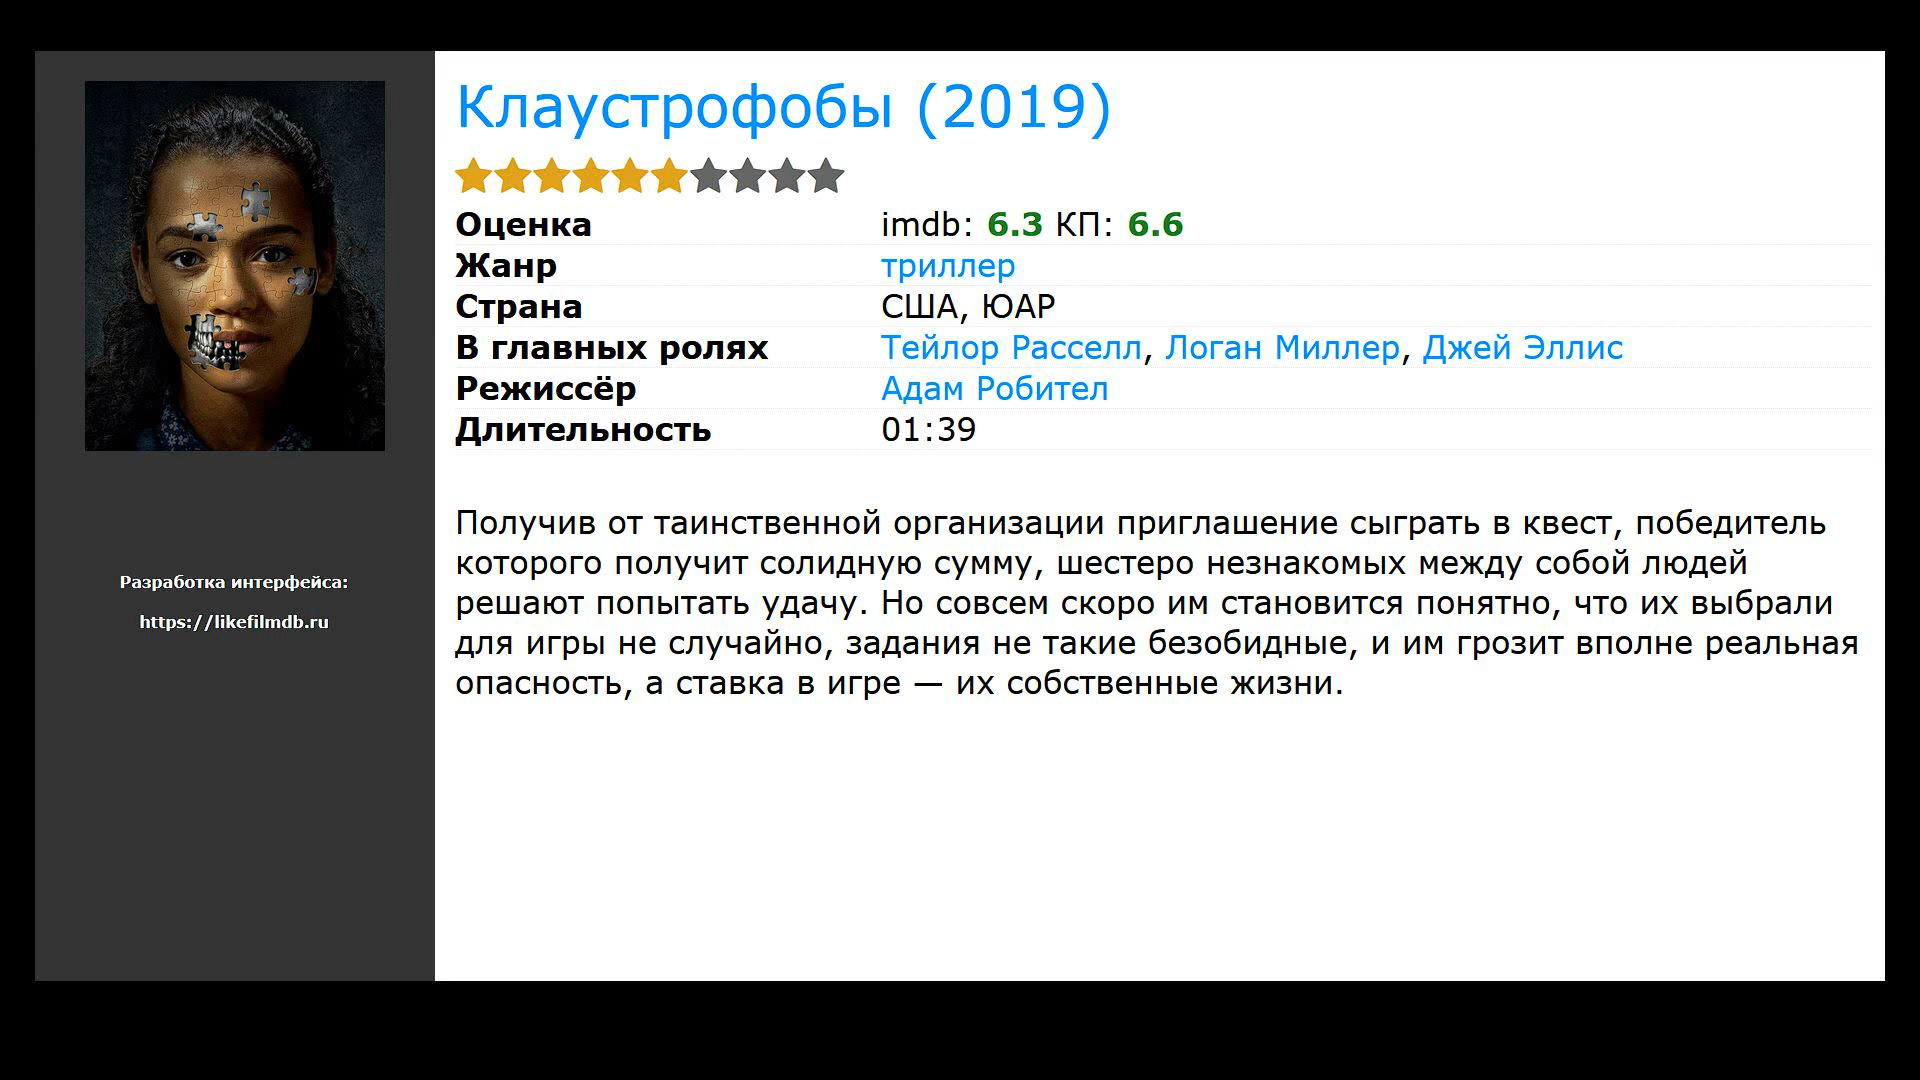 Клаустрофобы (2019)
Оценка imdb: 6.3 КП: 6.6
Жанр триллер
Страна США, ЮАР
В главных ролях Тейлор Расселл, Логан Миллер, Джей Эллис
Режиссёр Адам Робител
Длительность 01:39
Получив от таинственной организации приглашение сыграть в квест, победитель
которого получит солидную сумму, шестеро незнакомых между собой людей
решают попытать удачу. Но совсем скоро им становится понятно, что их выбрали
для игры не случайно, задания не такие безобидные, и им грозит вполне реальная
опасность, а ставка в игре — их собственные жизни.
Разработка интерфейса:
https://likefilmdb.ru